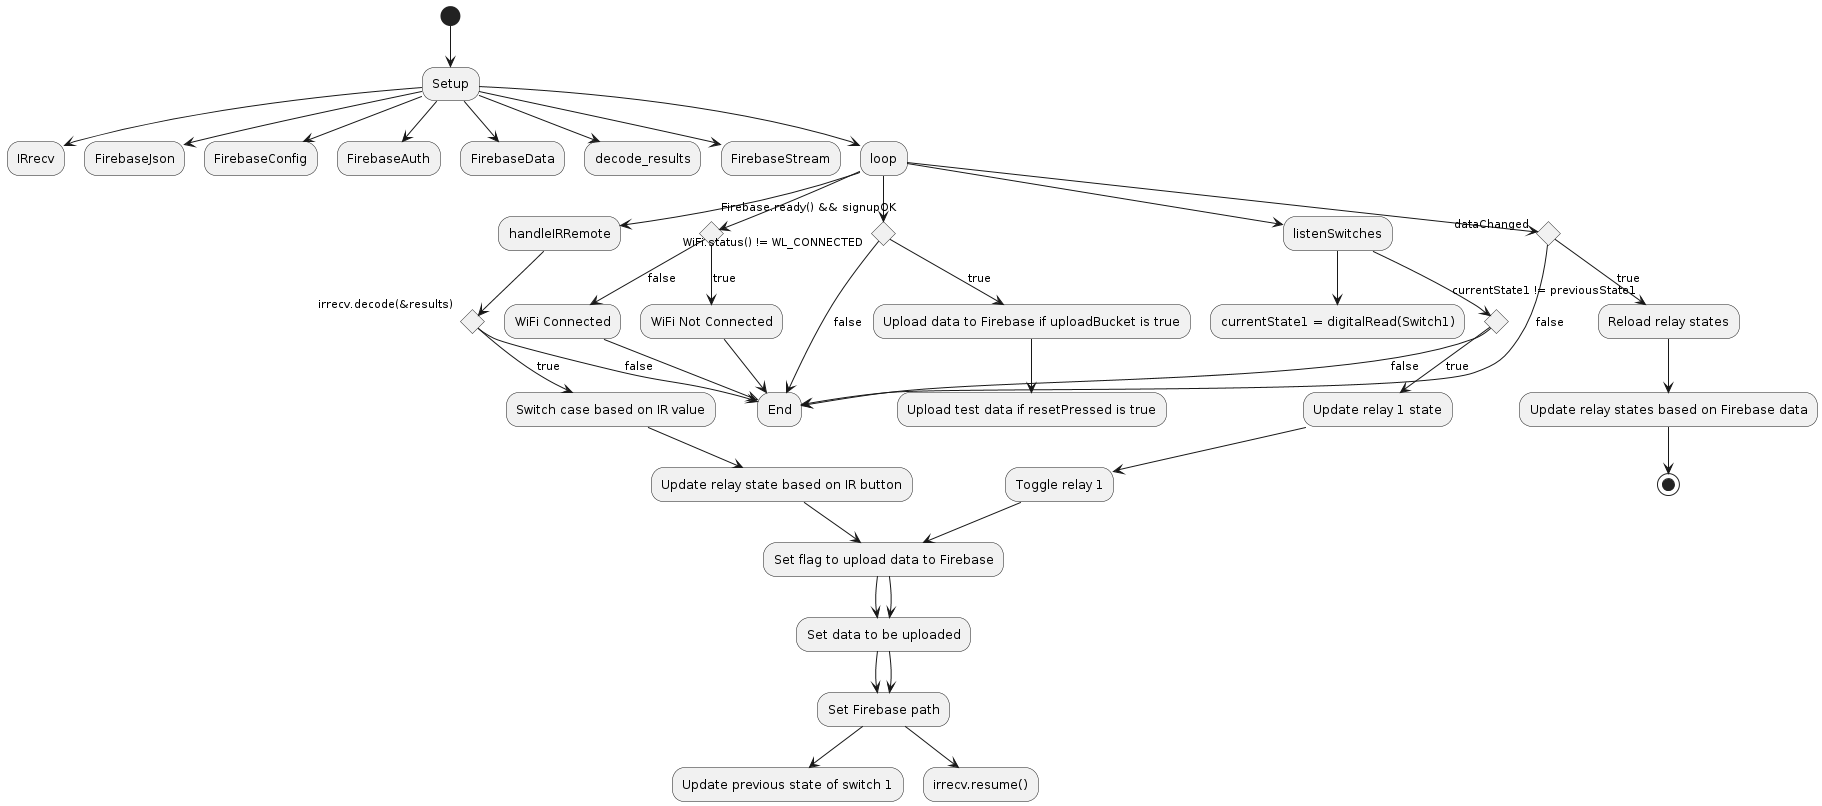 Setup
IRrecv
FirebaseJson
FirebaseConfig
FirebaseAuth
FirebaseData
decode_results
FirebaseStream
loop
Firebase.ready() && signupOK
handleIRRemote
WiFi.status() != WL_CONNECTED
listenSwitches
dataChanged
false
true
true
true
irrecv.decode(&results)
currentState1 != previousState1
WiFi Connected
WiFi Not Connected
false
Upload data to Firebase if uploadBucket is true
currentState1 = digitalRead(Switch1)
false
Reload relay states
true
false
false
true
Switch case based on IR value
End
Upload test data if resetPressed is true
Update relay 1 state
Update relay states based on Firebase data
Update relay state based on IR button
Toggle relay 1
Set flag to upload data to Firebase
Set data to be uploaded
Set Firebase path
Update previous state of switch 1
irrecv.resume()